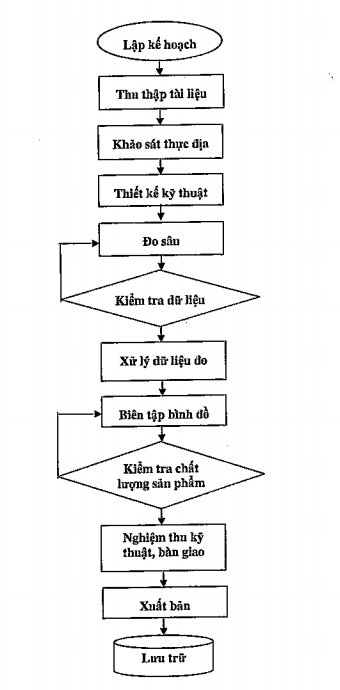 Lập kế hoạch
Thu thập tài liệu
Khảo sát thực địa
Thiết kế kỹ thuật
Đo sâu
Kiểm tra dữ liệu
Xử lý dữ liệu đo
Biên tập bình đồ
Kiểm tra chất
lượng sản phẩm
Nghiệm thu kỹ
thuật, bàn giao
Xuất bản
Lưu trữ